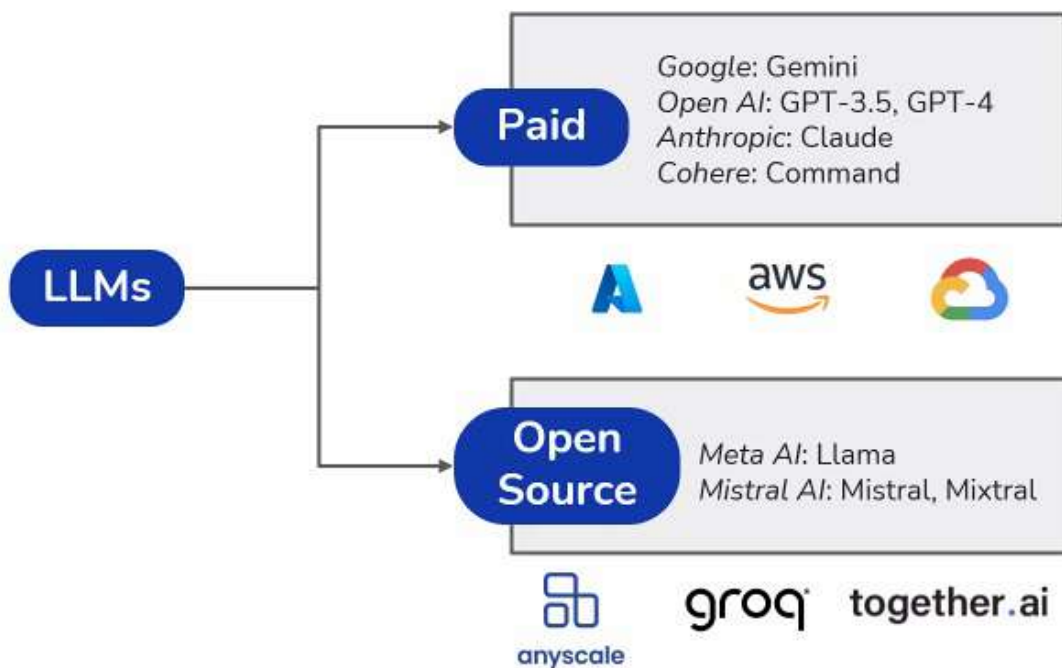 Google: Gemini
Open AI: GPT-3.5, GPT-4
Anthropic: Claude
Cohere: Command
Paid
LLMs
aws
Open
Source
Meta AI: Llama
Mistral AI: Mistral, Mixtral
anyscale
groq
together.ai